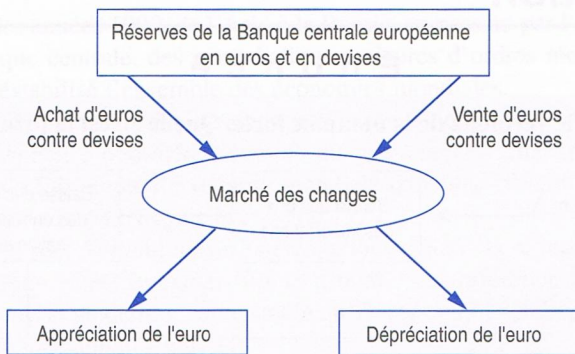 Réserves de la Banque centrale européenne
en euros et en devises
Achat d'euros
contre devises
Vente d'euros
contre devises
Marché des changes
Appréciation de l'euro
Dépréciation de l'euro